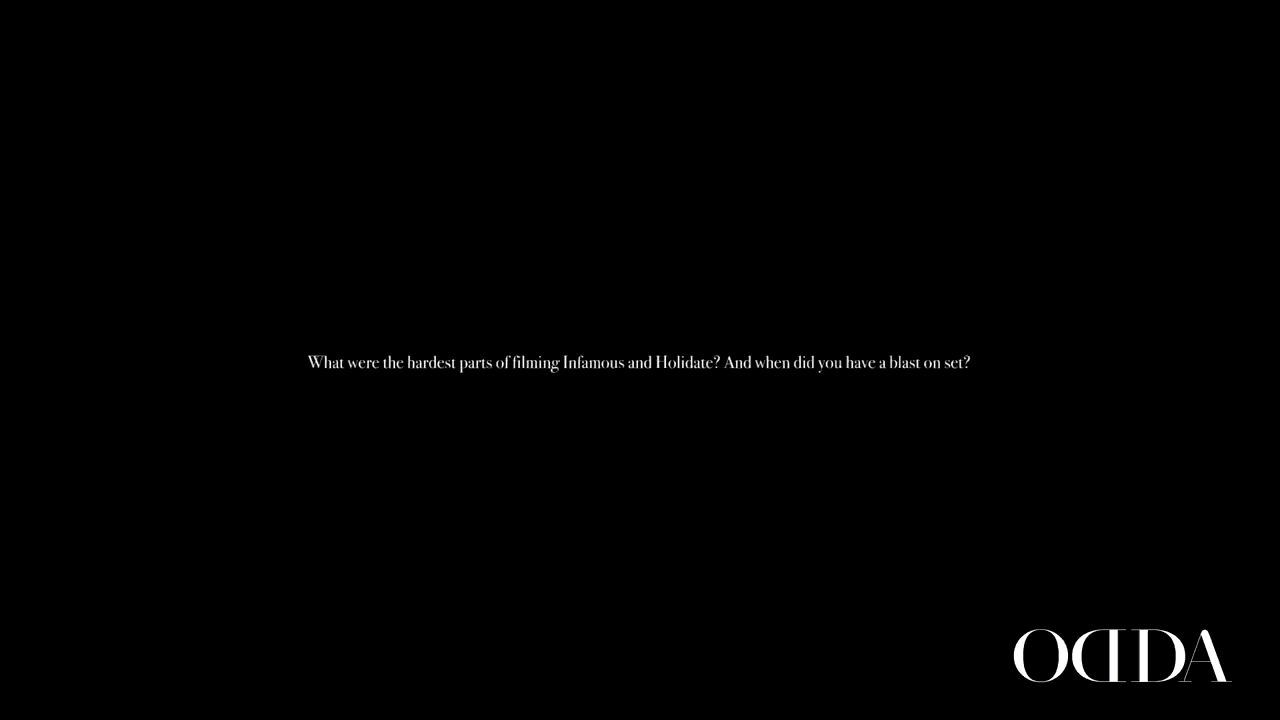 What were the hardest parts of filming Infamous and Holidate? And when did you have a blast on set?
ODDA